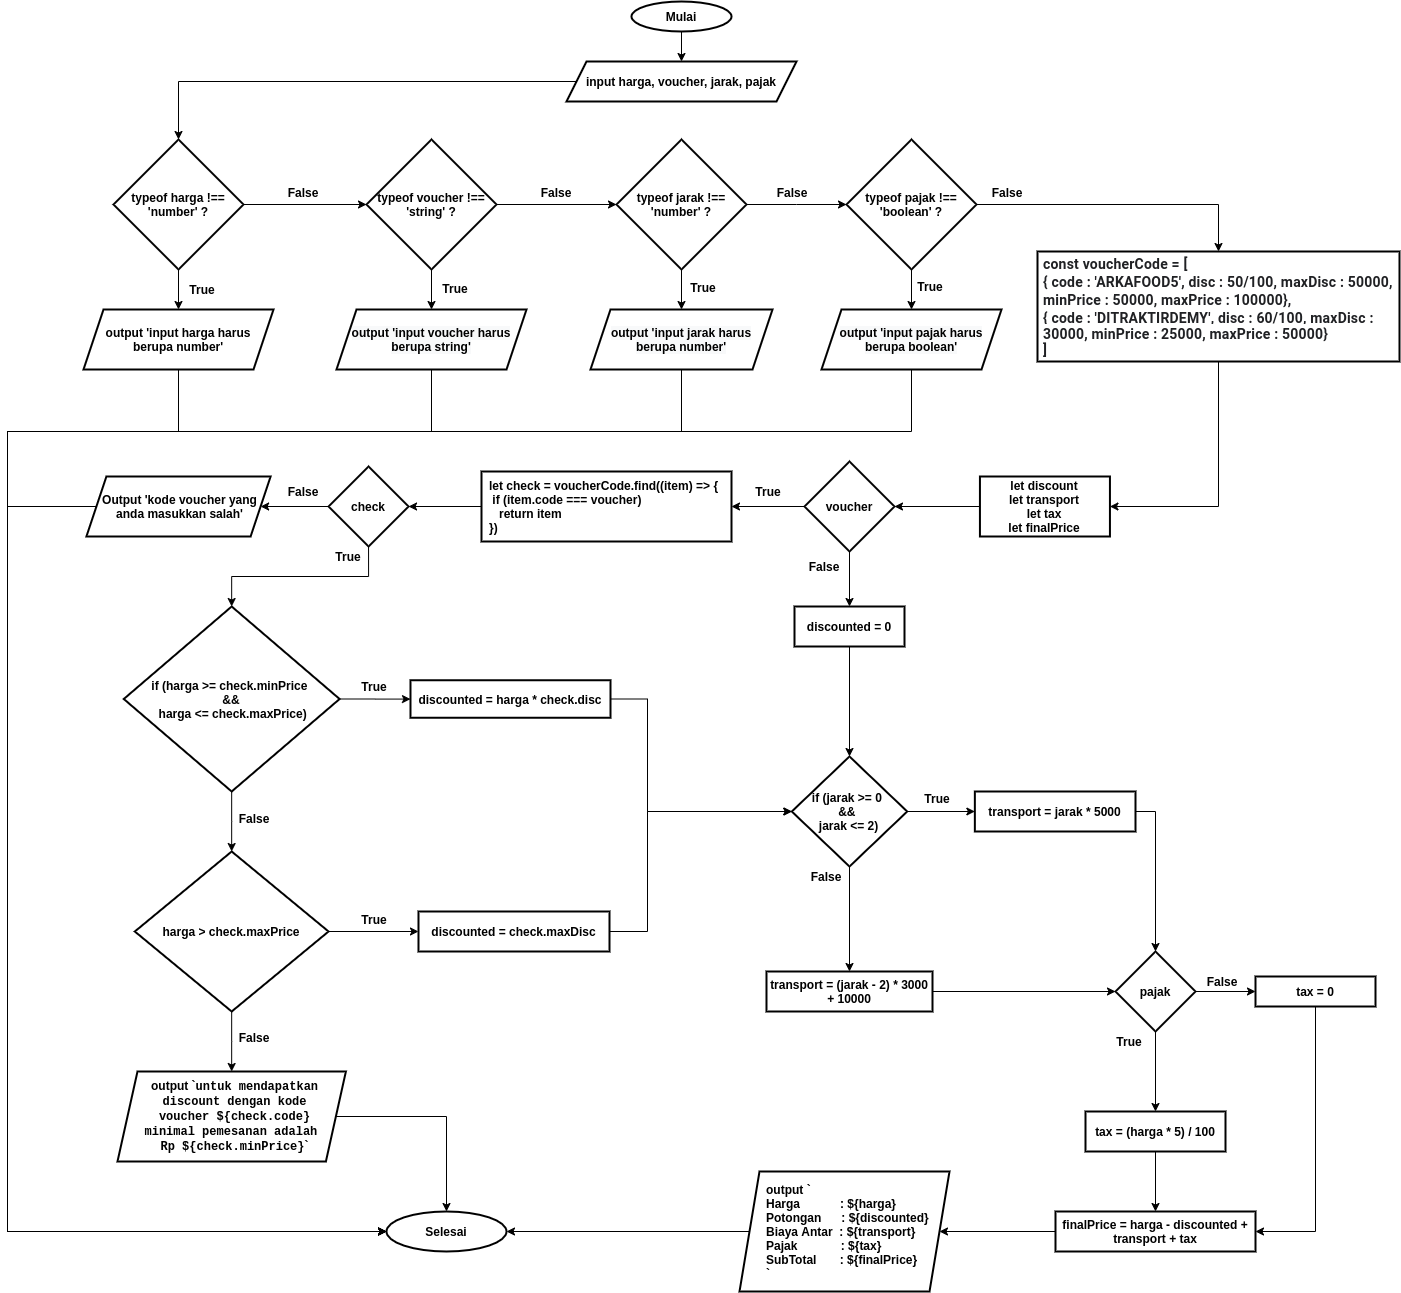 Mulai
input harga, voucher, jarak, pajak
typeof harga !==
'number' ?
False
typeof voucher !==
'string' ?
False
typeof jarak !==
'number' ?
False
typeof pajak !==
'boolean' ?
False
True
True
True
True
output 'input harga harus
berupa number'
output 'input voucher harus
berupa string'
output 'input jarak harus
berupa number'
output 'input pajak harus
berupa boolean'
const voucherCode = [
{ code : 'ARKAFOOD5', disc : 50/100, maxDisc : 50000,
minPrice : 50000, maxPrice : 100000},
{ code : 'DITRAKTIRDEMY', disc : 60/100, maxDisc :
30000, minPrice : 25000, maxPrice : 50000}
]
let discount
let transport
let tax
let finalPrice
voucher
True
False
let check = voucherCode.find((item) => {
if (item.code === voucher)
return item
})
check
False
True
Output 'kode voucher yang
anda masukkan salah'
discounted = 0
if (harga >= check.minPrice
&&
harga <= check.maxPrice)
True
discounted = harga * check.disc
False
if (jarak >= 0
&&
jarak <= 2)
True
transport = jarak * 5000
False
harga > check.maxPrice
True
discounted = check.maxDisc
False
transport = (jarak - 2) * 3000
+ 10000
pajak
False
tax = 0
True
output `untuk mendapatkan
discount dengan kode
voucher ${check.code}
minimal pemesanan adalah
Rp ${check.minPrice}`
tax = (harga * 5) / 100
finalPrice = harga - discounted +
transport + tax
output `
Harga : ${harga}
Potongan : ${discounted}
Biaya Antar : ${transport}
Pajak : ${tax}
SubTotal : ${finalPrice}
`
Selesai